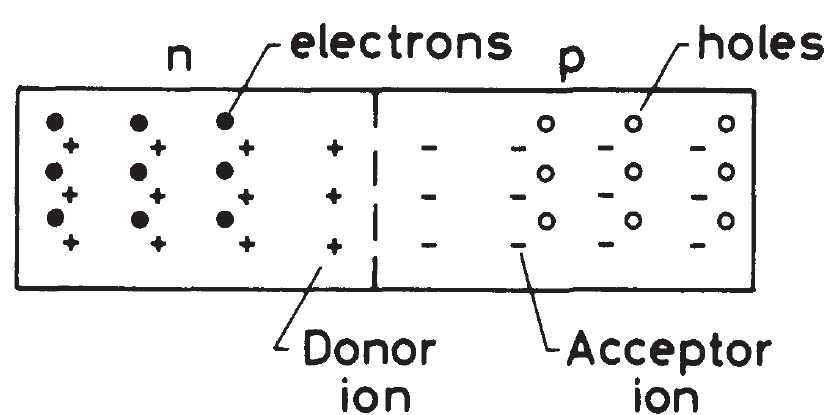 n
electrons
p
holes
+ + + + - - - -
+ + + + - - - -
+ + + + - - - -
Donor
ion
Acceptor
ion